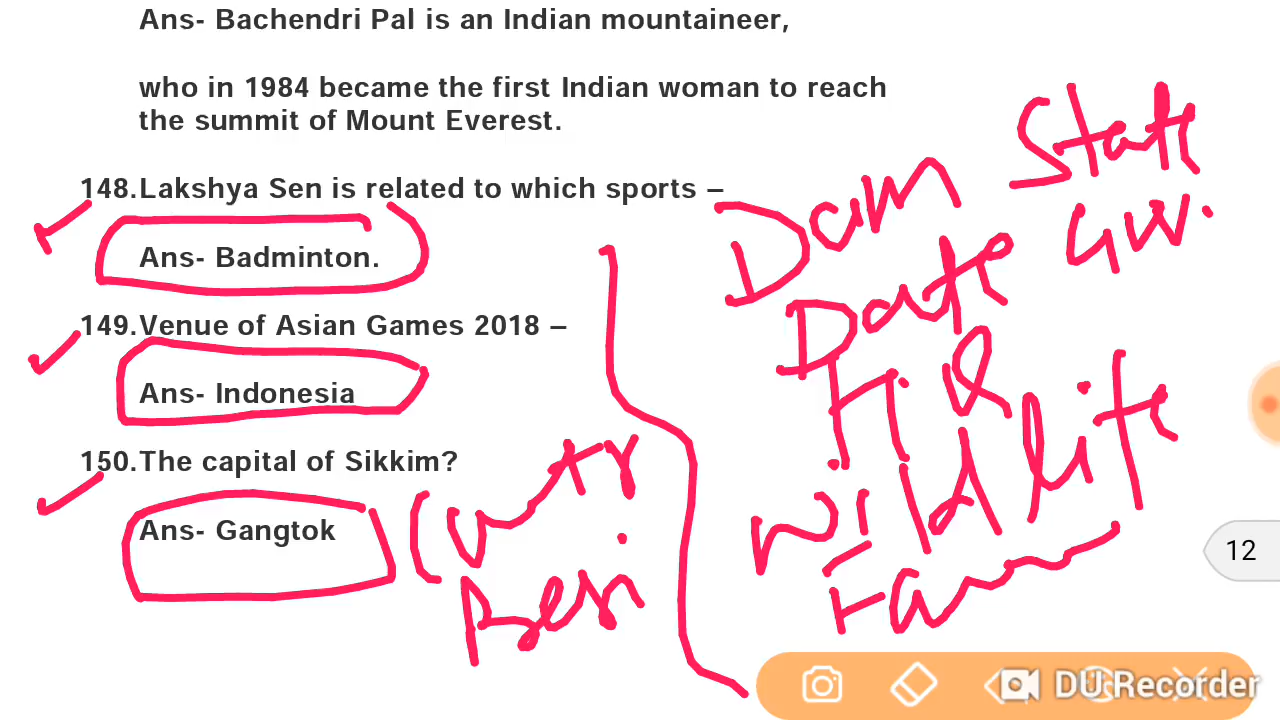 Ans- Bachendri Pal is an Indian mountaineer,
who in 1984 became the first Indian woman to reach
the summit of Mount Everest.
148.Lakshya Sen is related to which sports –
Ans- Badminton.
149.Venue of Asian Games 2018 –
Ans- Indonesia
150.The capital of Sikkim?
Ans- Gangtok
State
Dam
Date
&
Wild life
12
DU Recorder